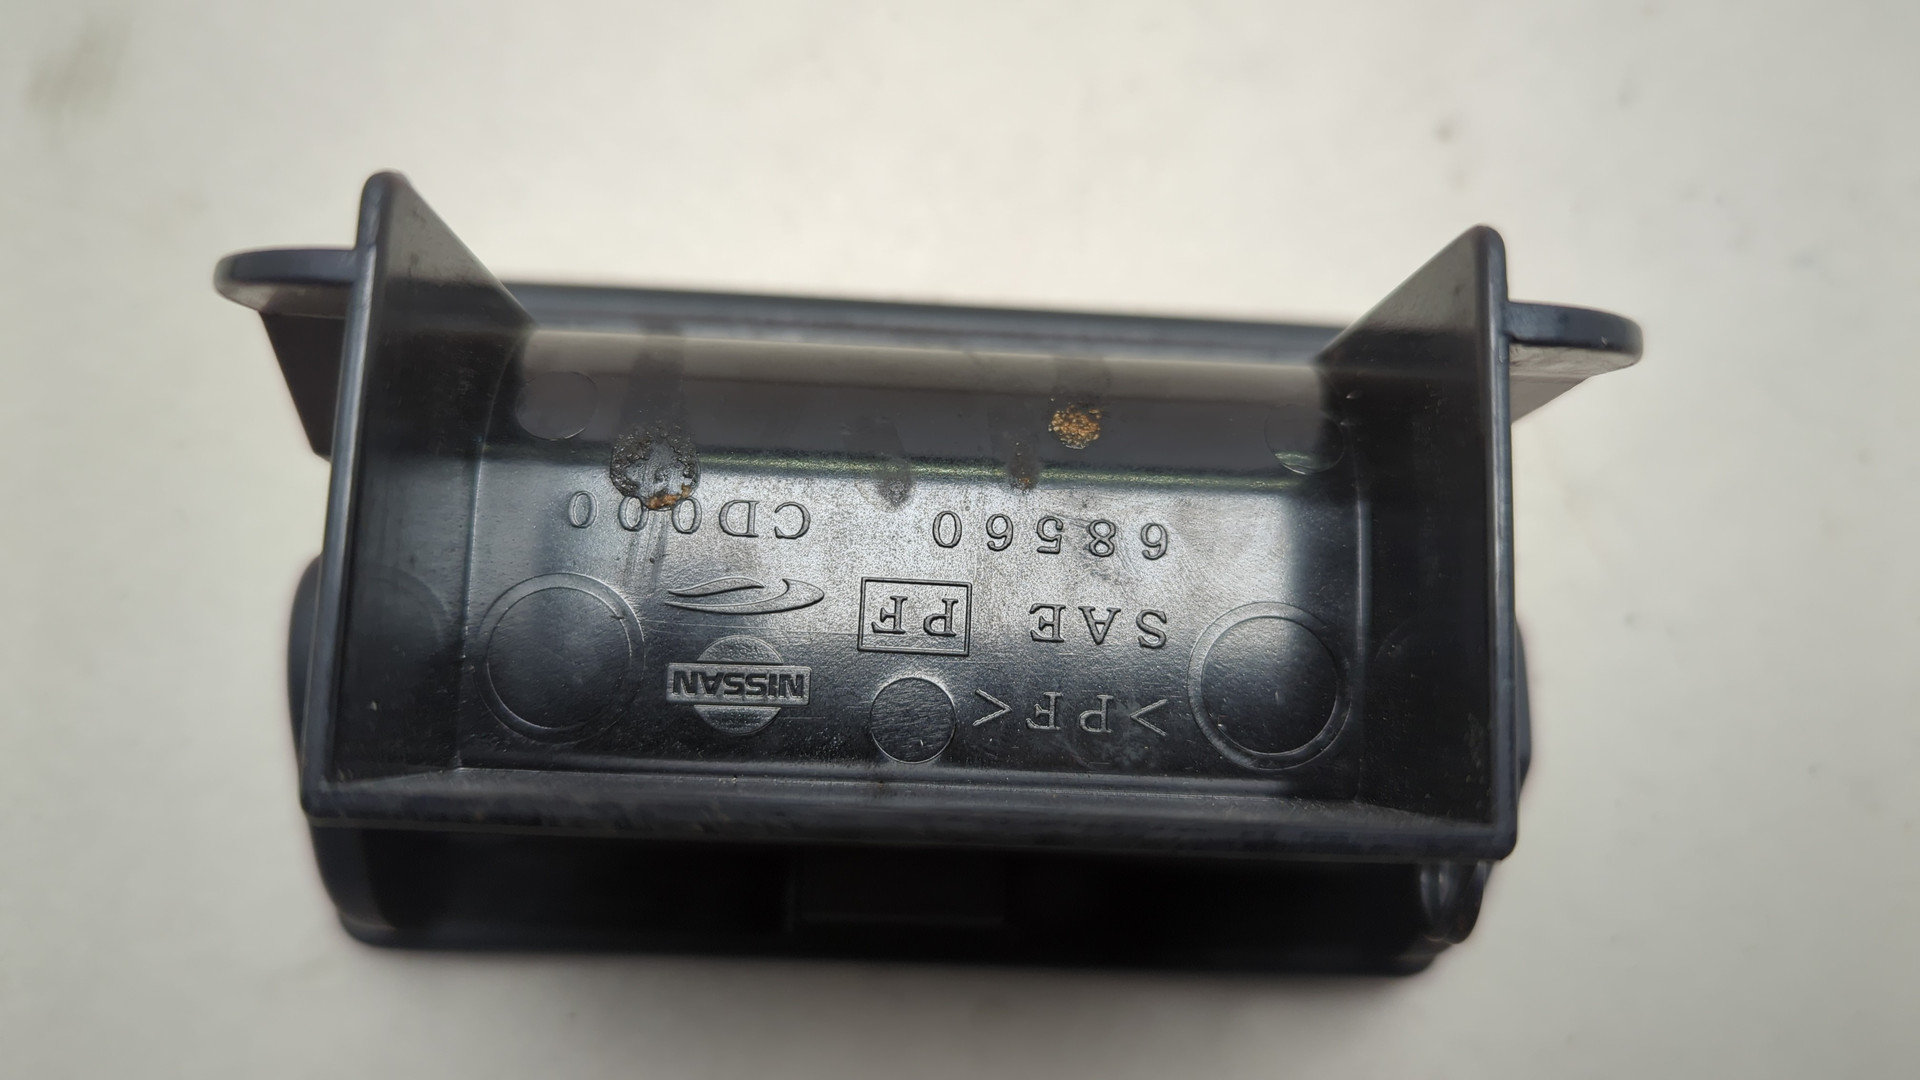 >PF< NISSAN
SAE PF
68560 CD000